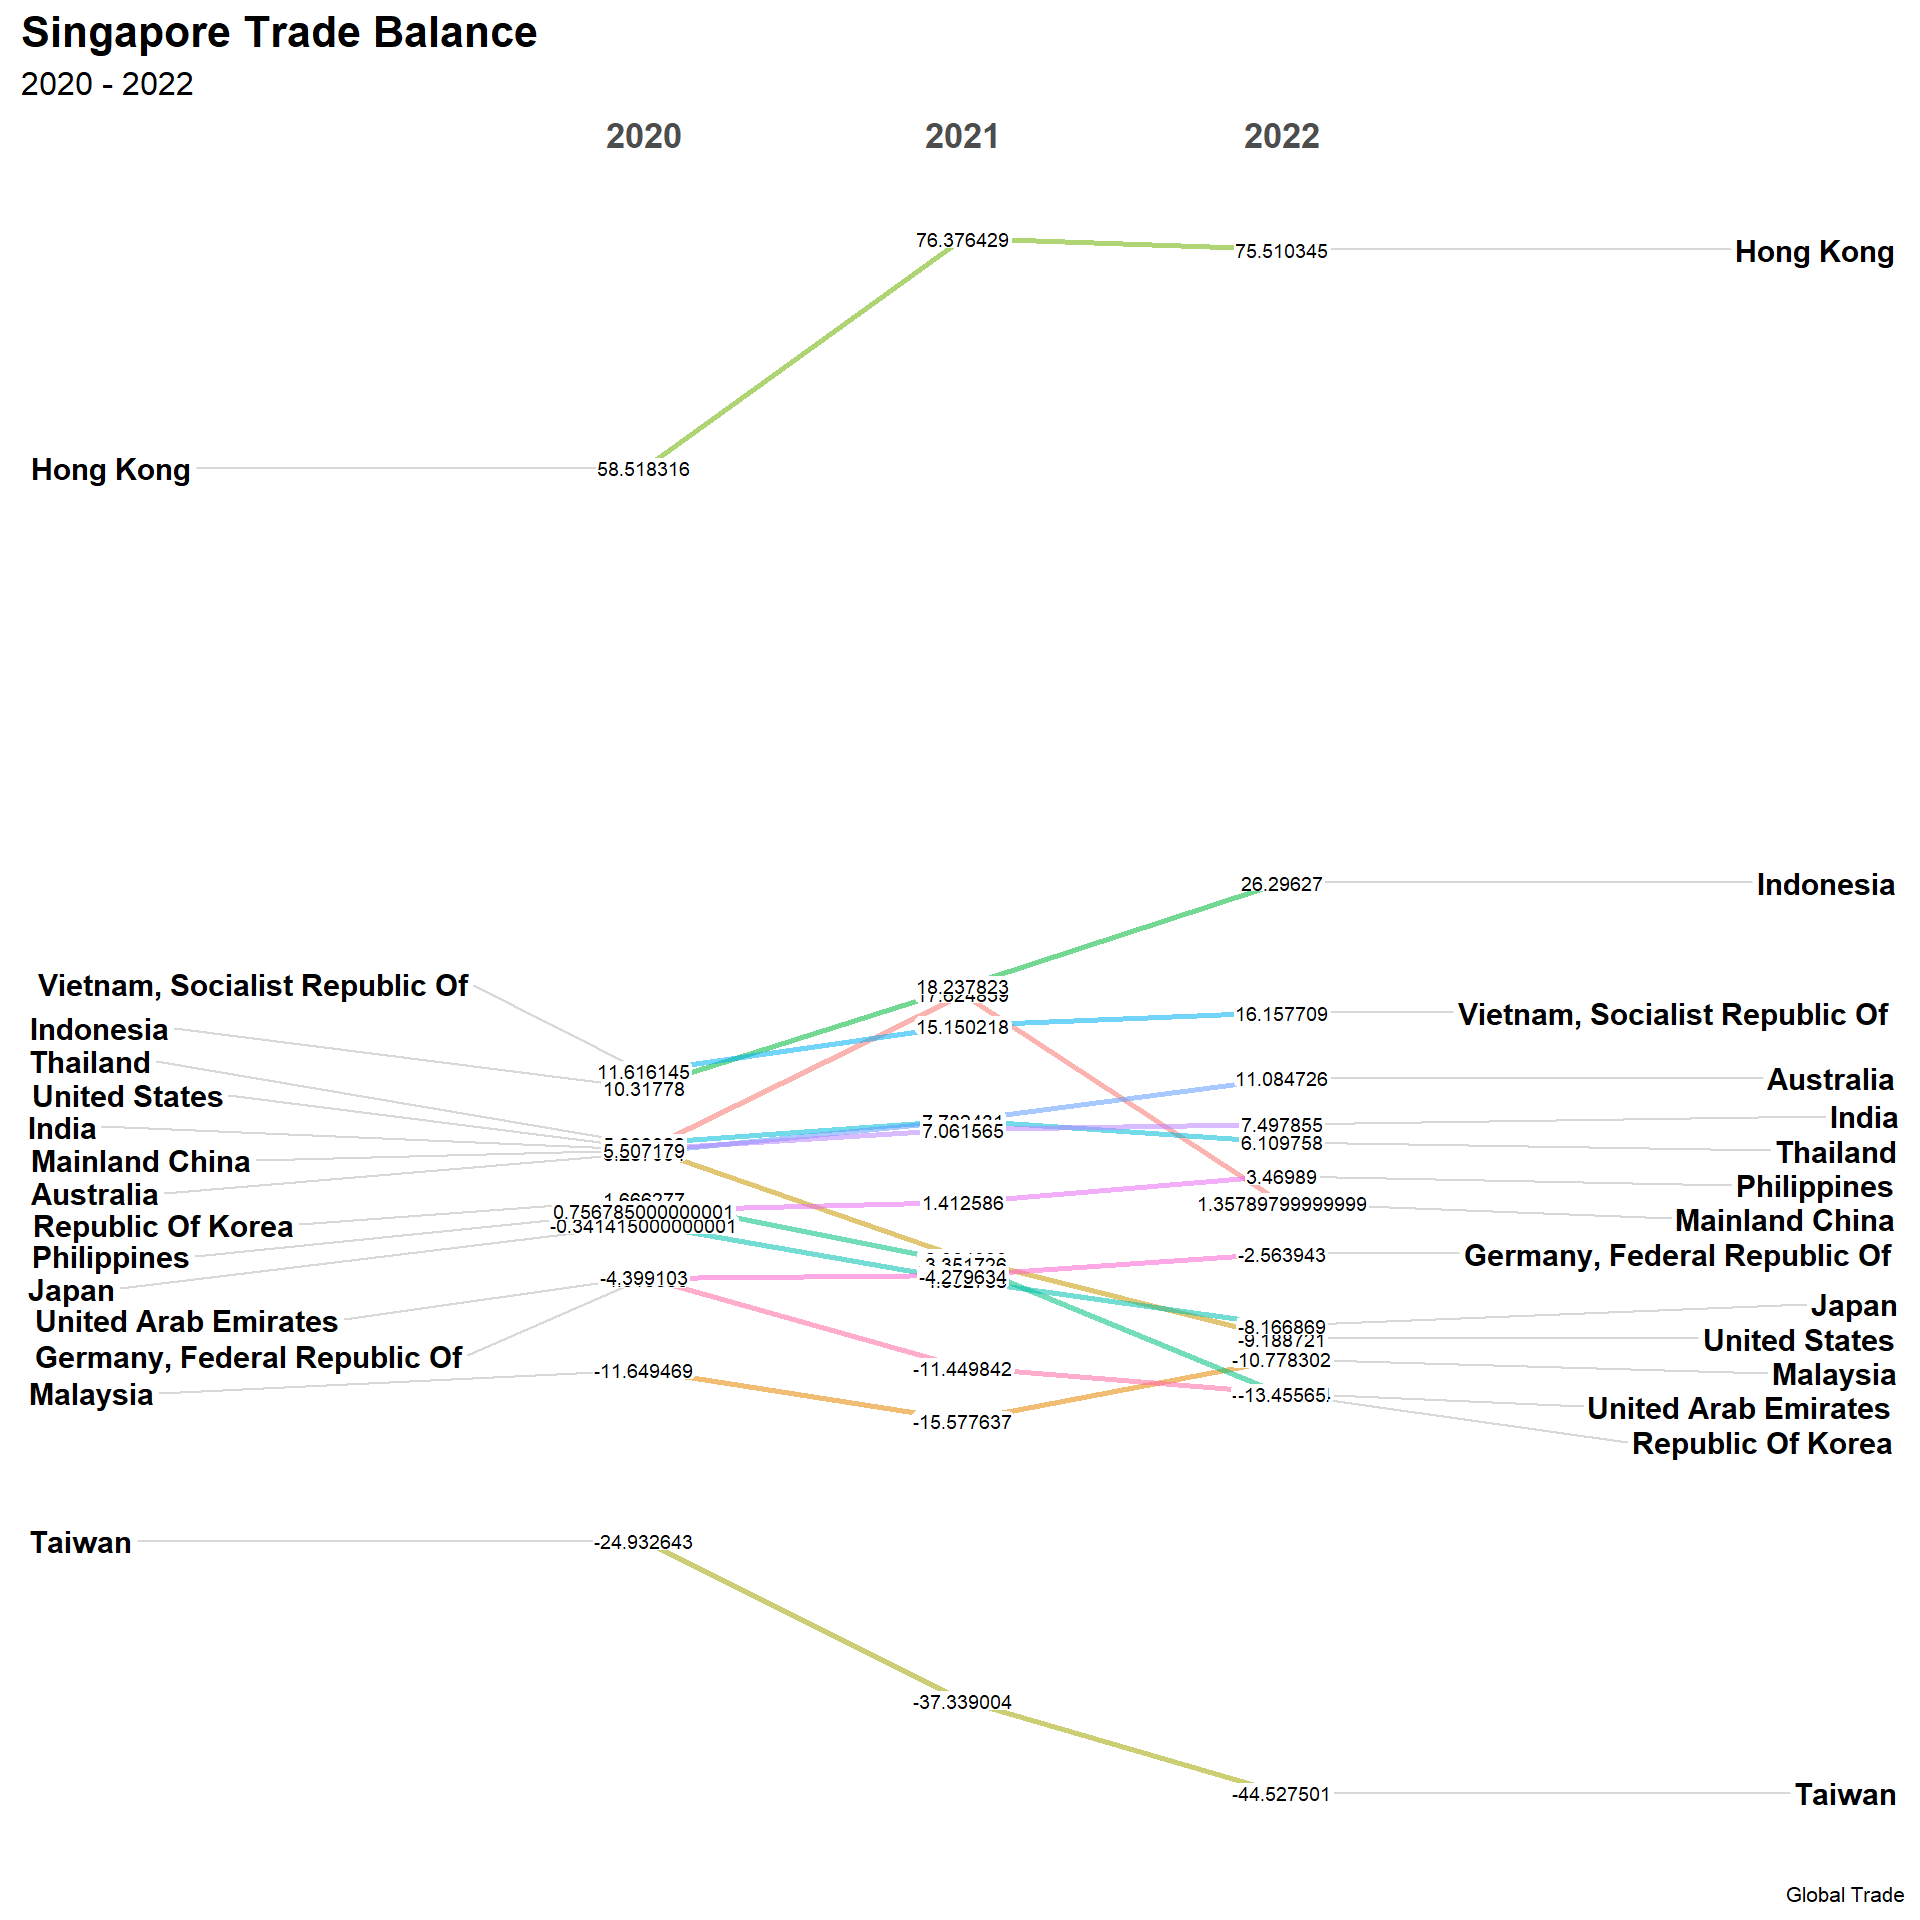 Singapore Trade Balance
2020 - 2022
2020 2021 2022
76.376429
75.510345 Hong Kong
Hong Kong 58.518316
26.29627 Indonesia
Vietnam, Socialist Republic Of
18.237823
17.624859
16.157709 Vietnam, Socialist Republic Of
Indonesia
15.150218
Thailand
11.616145
11.084726 Australia
10.31778
United States
India
7.061565
7.497855 India
6.109758 Thailand
Mainland China
5.507179
Australia
3.46989 Philippines
1.666277
1.412586
1.35789799999999 Mainland China
0.756785000000001
Republic Of Korea
-0.341415000000001
Philippines
-2.563943 Germany, Federal Republic Of
-4.399103
-4.279634
Japan
Japan
United Arab Emirates
-8.166869
-9.188721 United States
Germany, Federal Republic Of
-10.778302 Malaysia
-11.649469
-11.449842
Malaysia
-13.45565
United Arab Emirates
-15.577637
Republic Of Korea
Taiwan -24.932643
-37.339004
-44.527501 Taiwan
Global Trade